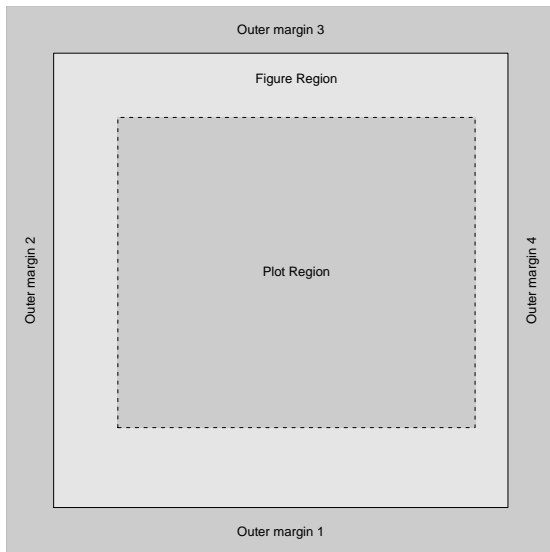 Outer margin 3
Figure Region
Outer margin 2
Plot Region
Outer margin 4
Outer margin 1